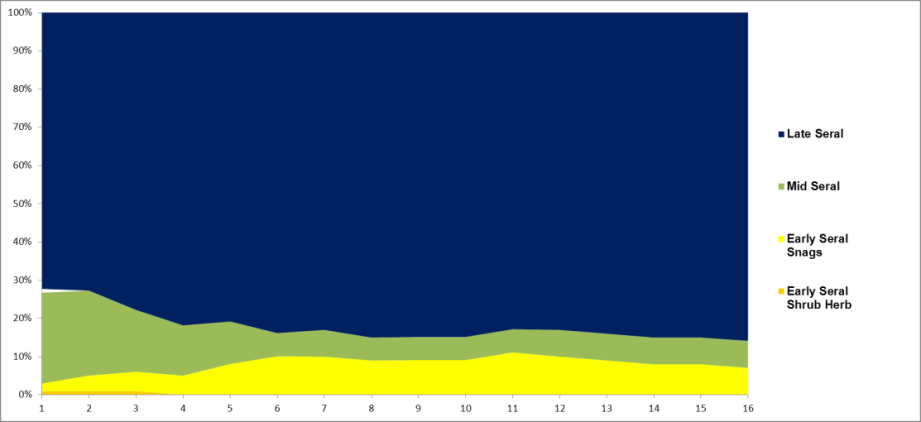 100%
90%
80%
70%
60%
50%
40%
30%
20%
10%
0%
1 2 3 4 5 6 7 8 9 10 11 12 13 14 15 16
Late Seral
Mid Seral
Early Seral
Snags
Early Seral
Shrub Herb